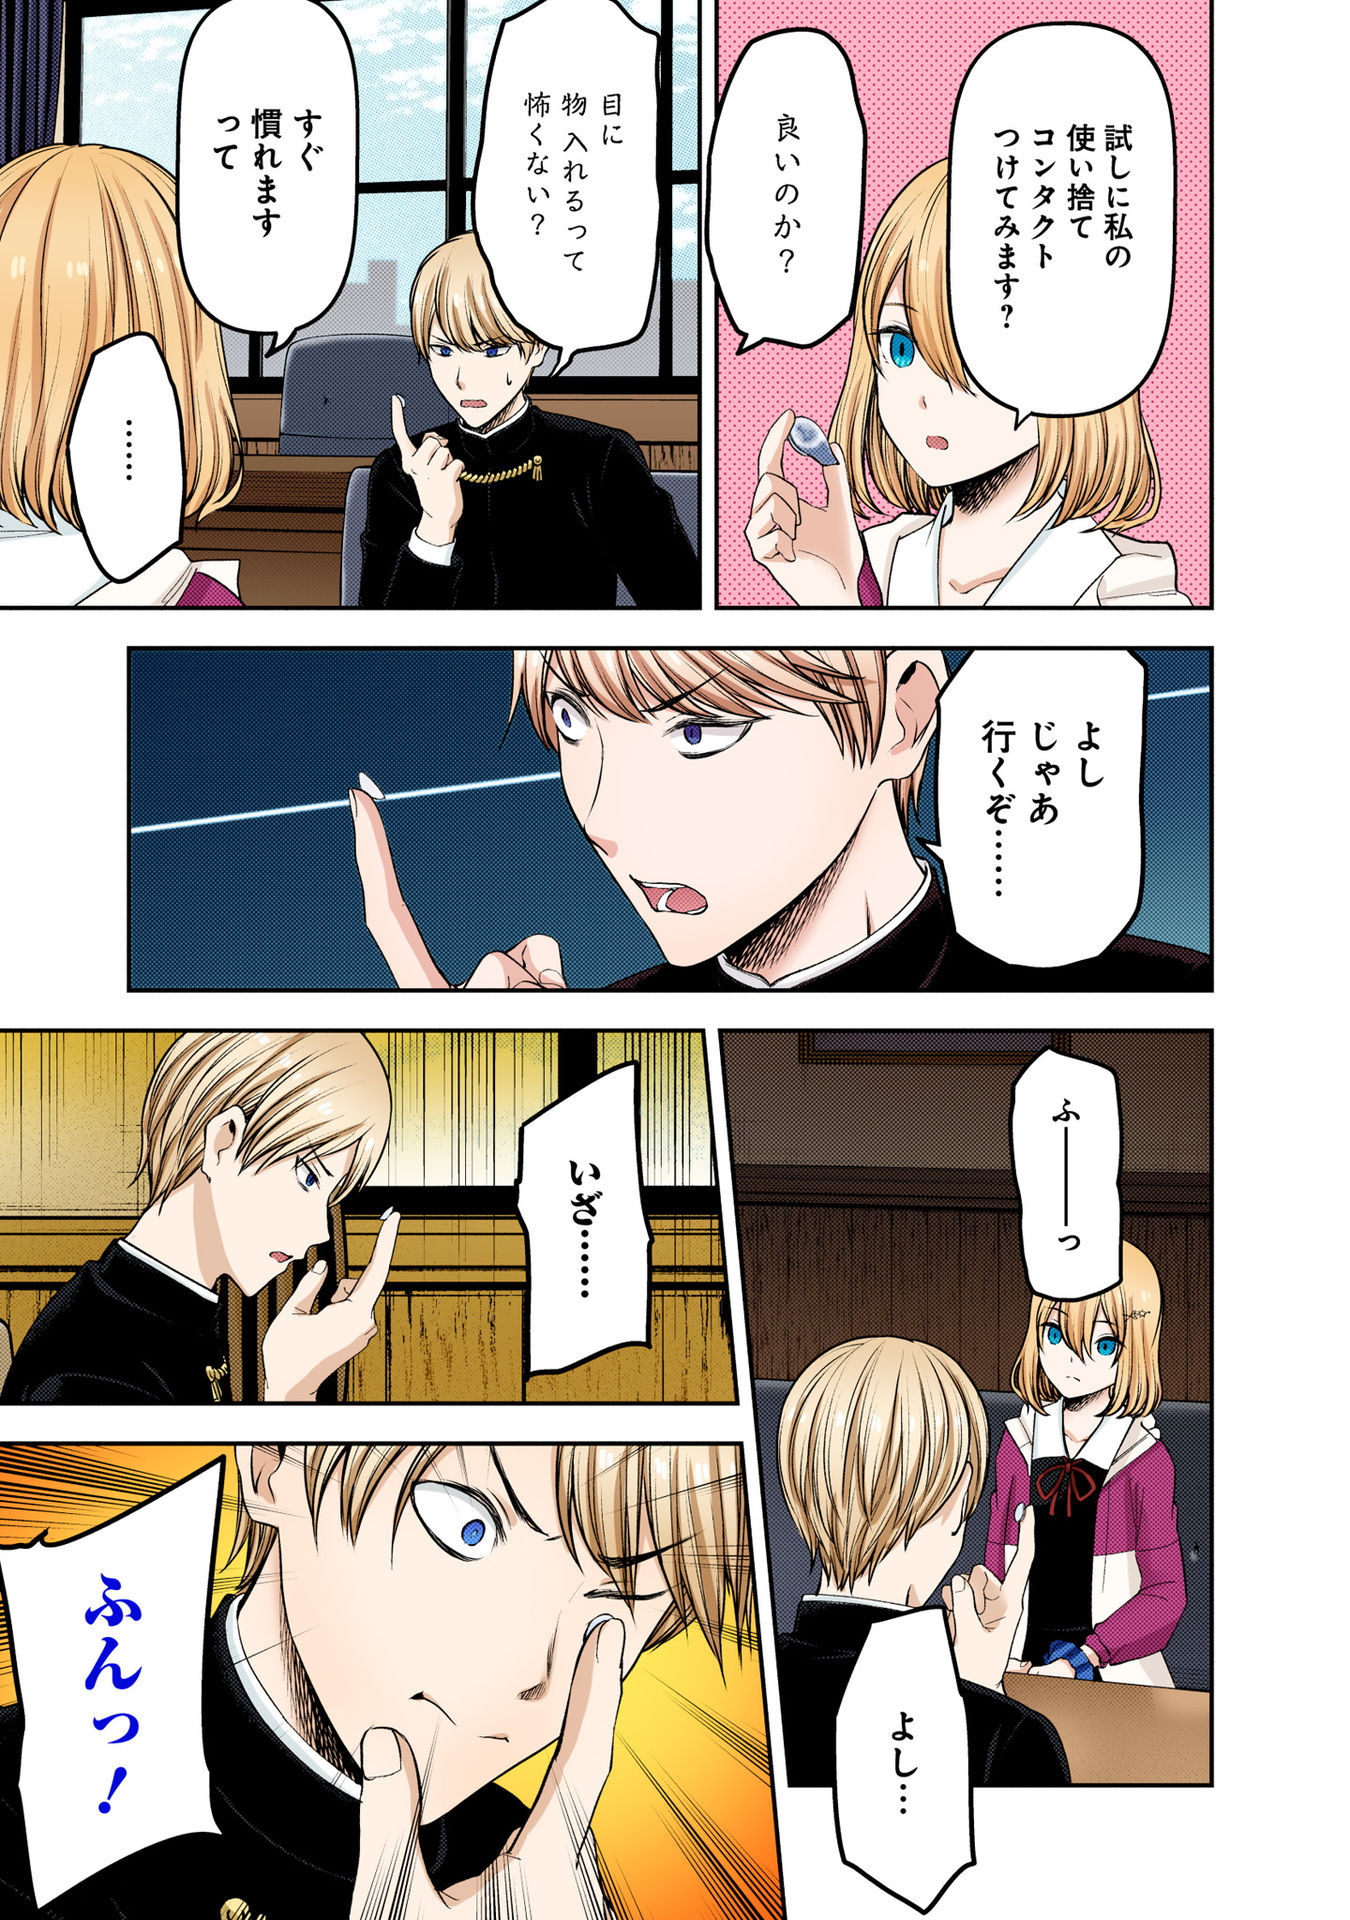 試しに私の
使い捨て
コンタクト
つけてみます?
良いのか?
目に
物入れるって
怖くない?
すぐ
慣れます
って
……
よし
じゃあ
行くぞ……
ふーーっ
よし…
いざ……
ふんっ!